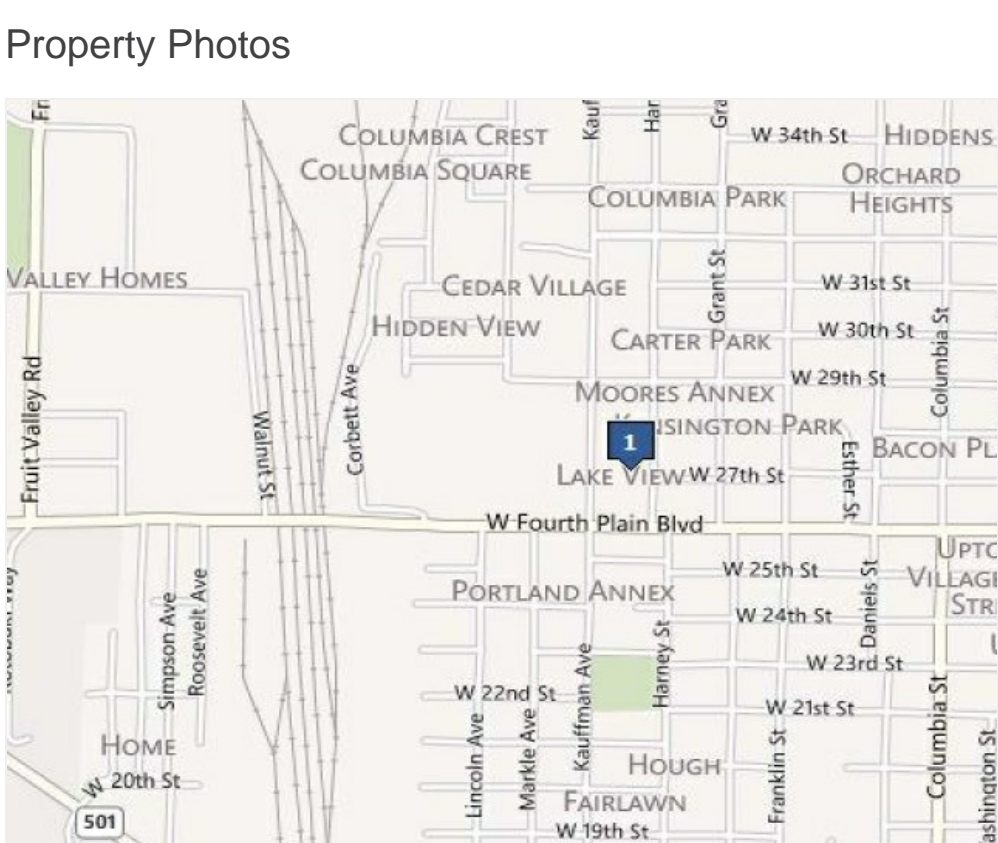 Property Photos
W 34th St
HIDDENS
COLUMBIA CREST
COLUMBIA SQUARE
COLUMBIA PARK
ORCHARD
HEIGHTS
VALLEY HOMES
CEDAR VILLAGE
Grant St
W 31st St
HIDDEN VIEW
CARTER PARK
W 30th St
Columbia St
W 29th St
MOORES ANNEX
Fruit Valley Rd
Walnut St
Corbett Ave
1
PARK
Esther St
BACON
LAKE VIEW
W 27th St
W Fourth Plain Blvd
W 25th St
PORTLAND ANNEX
W 24th St
Daniels St
Simpson Ave
Roosevelt Ave
W 23rd St
Kauffman Ave
Harney St
W 22nd St
W 21st St
Lincoln Ave
Markle Ave
HOME
HOUGH
Franklin St
Columbia St
W 20th St
501
FAIRLAWN
W 19th St